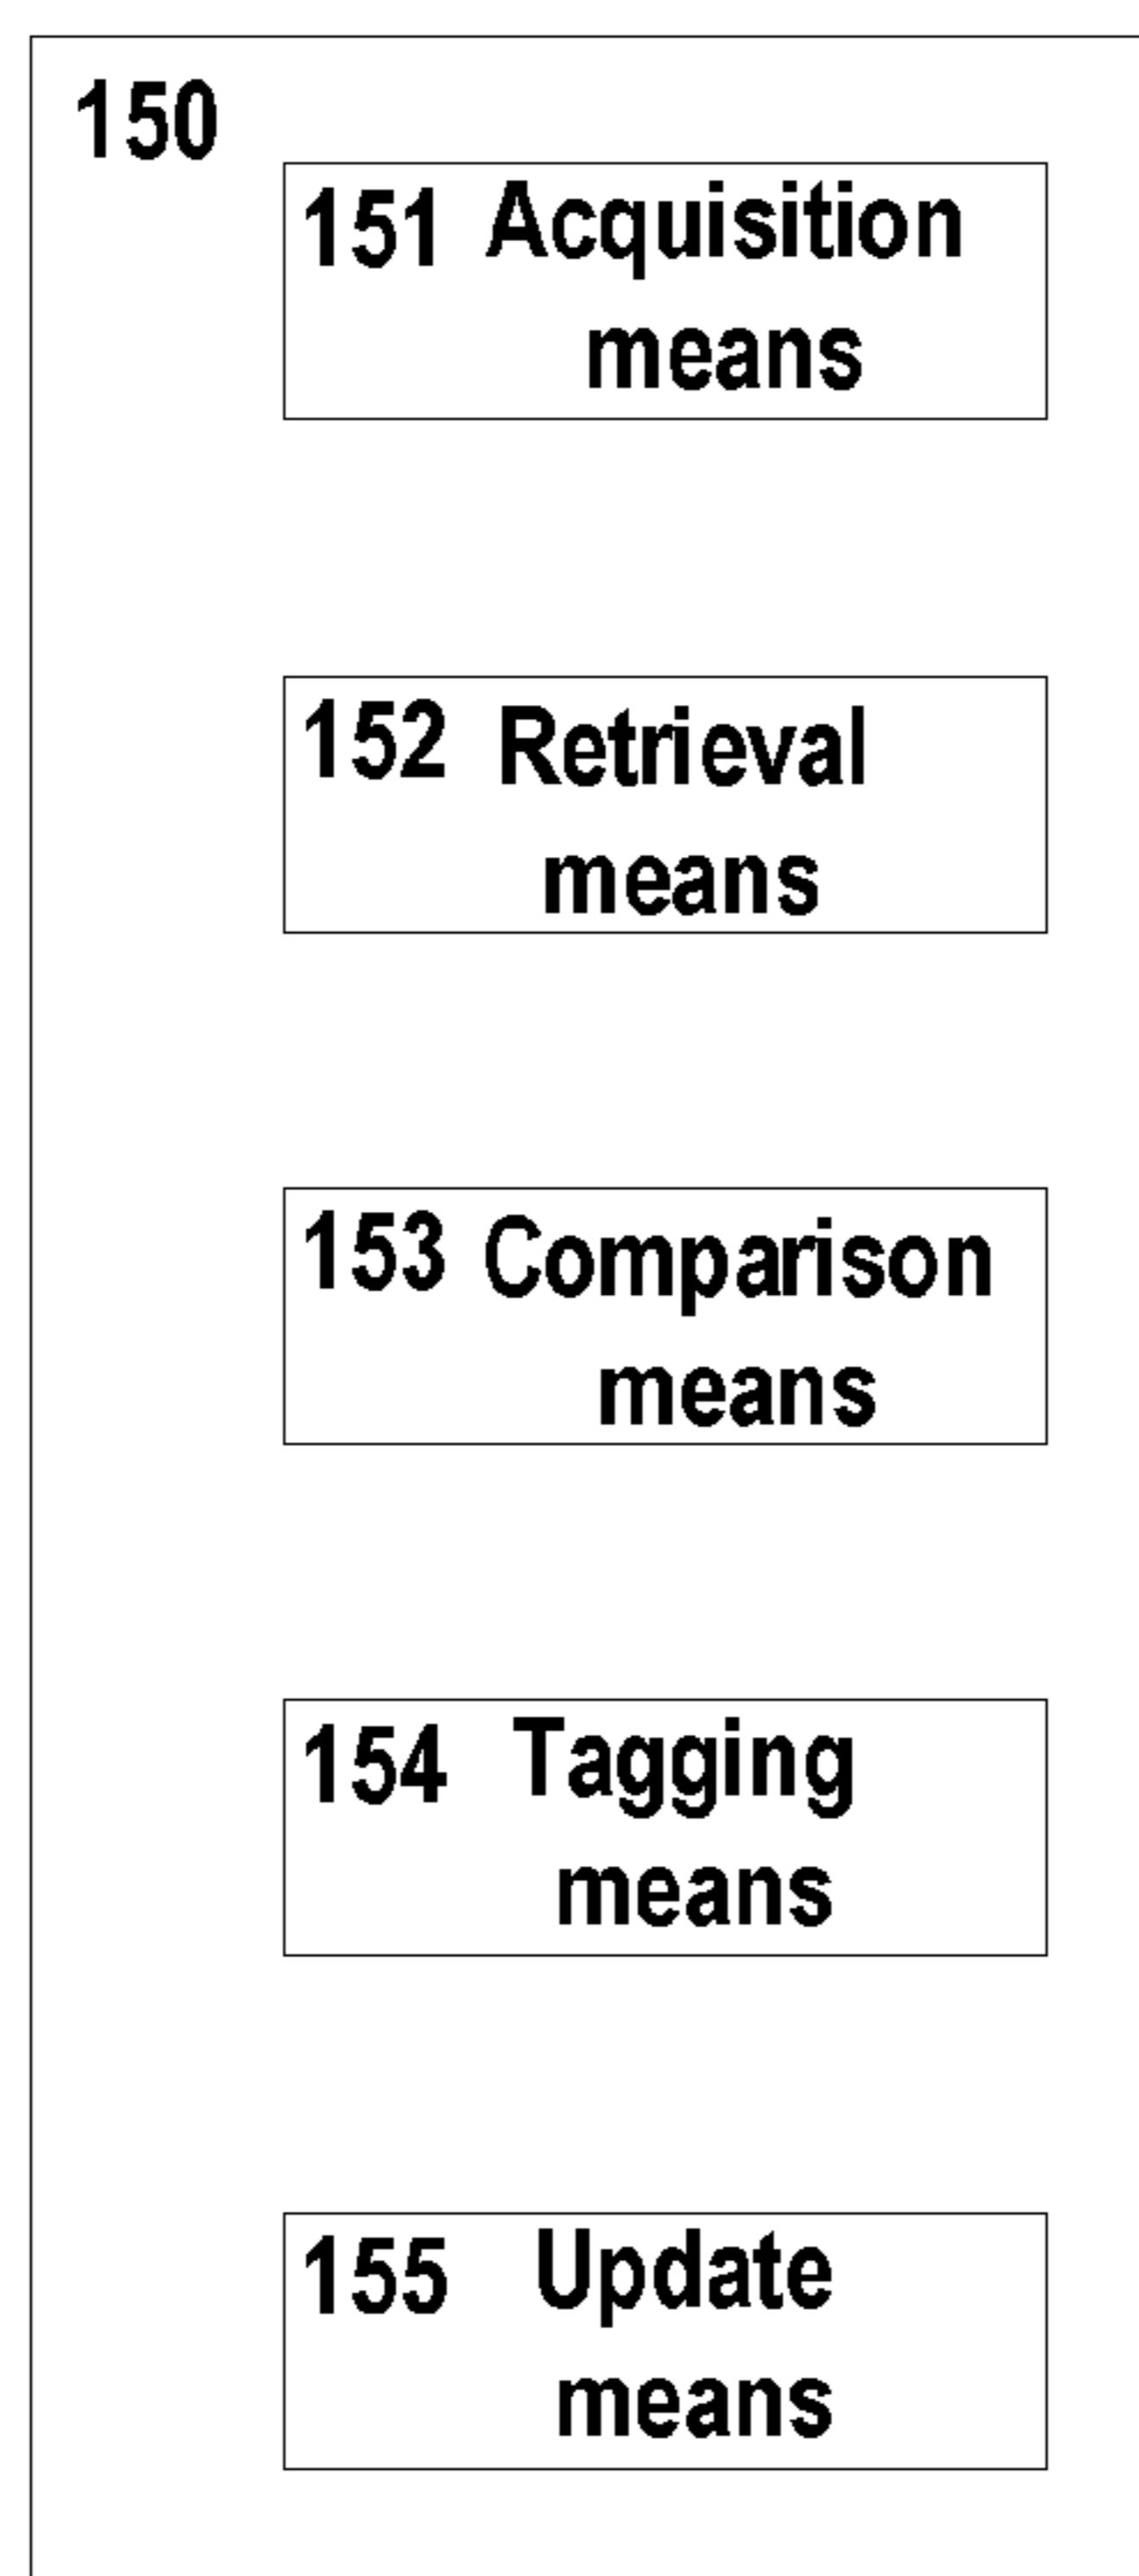 150
151 Acquisition
means
152 Retrieval
means
153 Comparison
means
154 Tagging
means
155 Update
means